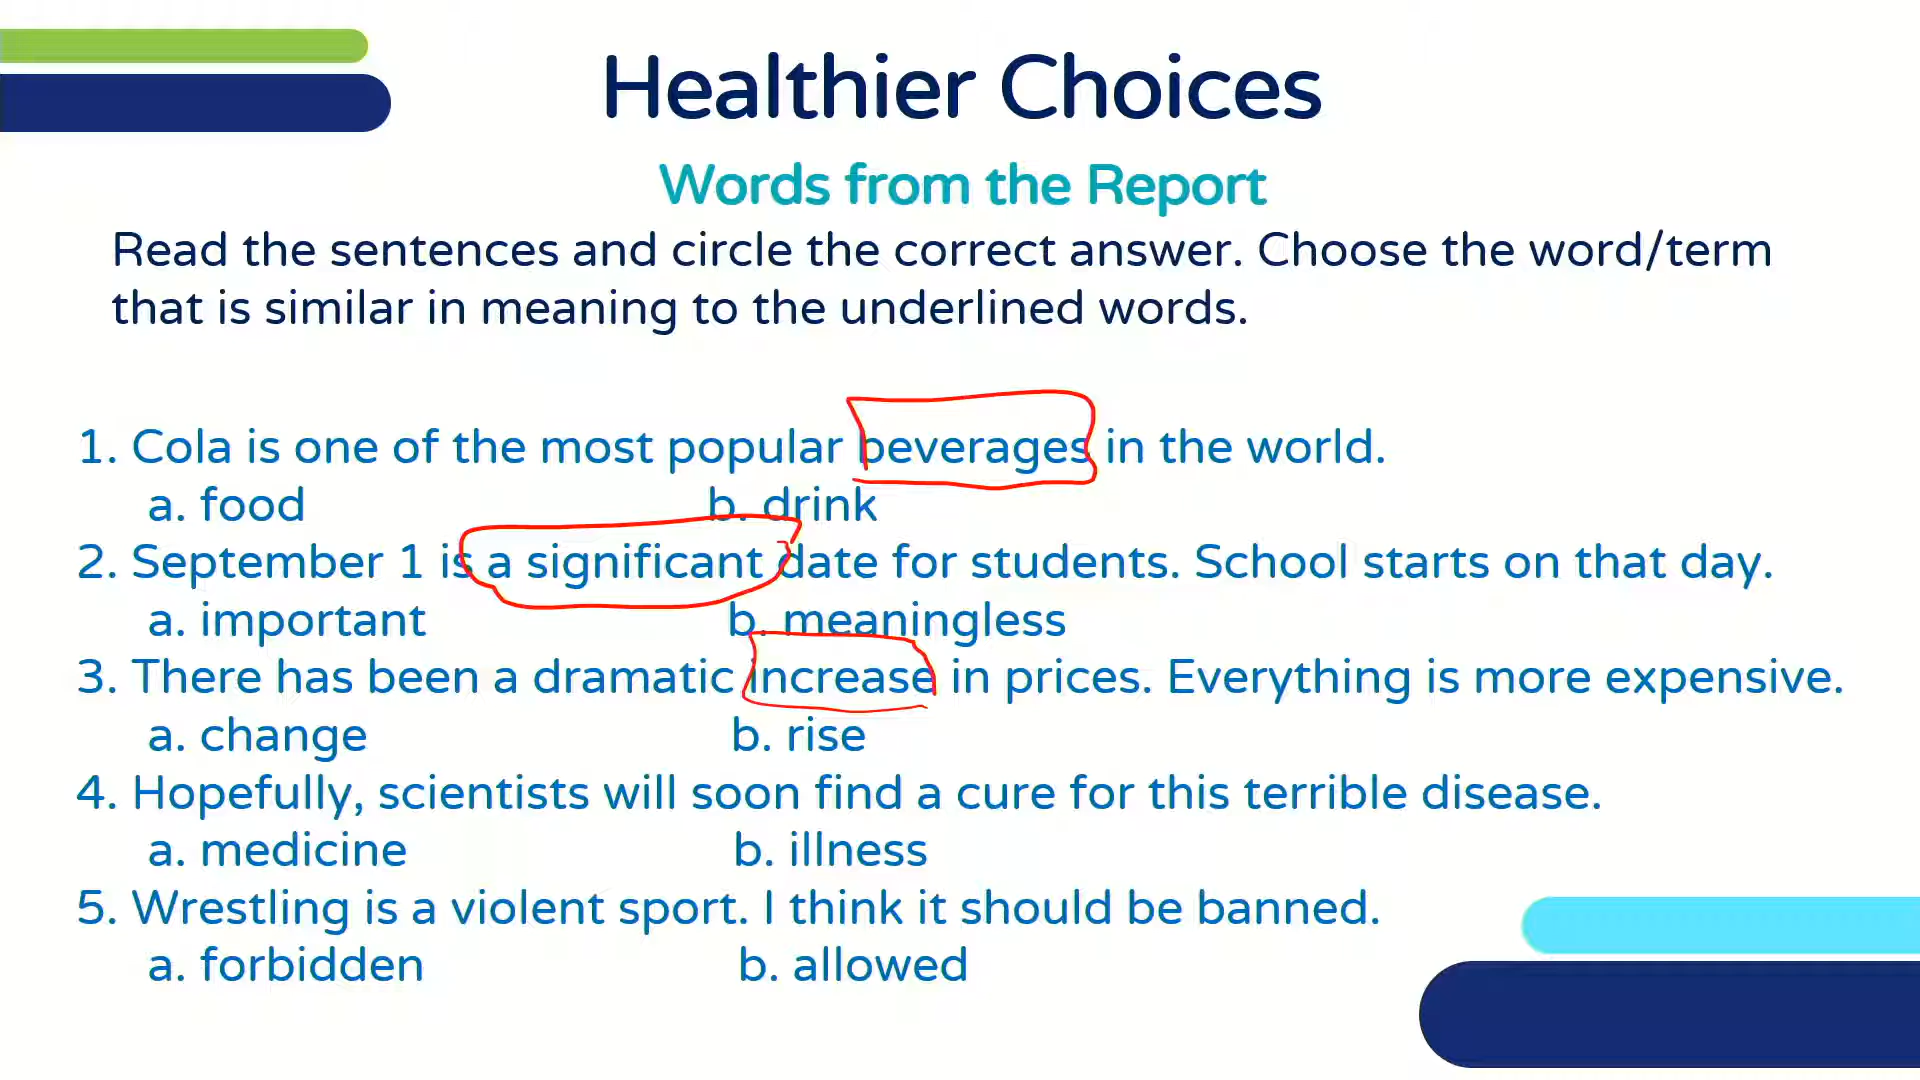 Healthier Choices
Words from the Report
Read the sentences and circle the correct answer. Choose the word/term
that is similar in meaning to the underlined words.
1. Cola is one of the most popular beverages in the world.
a. food b. drink
2. September 1 is a significant date for students. School starts on that day.
a. important b. meaningless
3. There has been a dramatic increase in prices. Everything is more expensive.
a. change b. rise
4. Hopefully, scientists will soon find a cure for this terrible disease.
a. medicine b. illness
5. Wrestling is a violent sport. I think it should be banned.
a. forbidden b. allowed